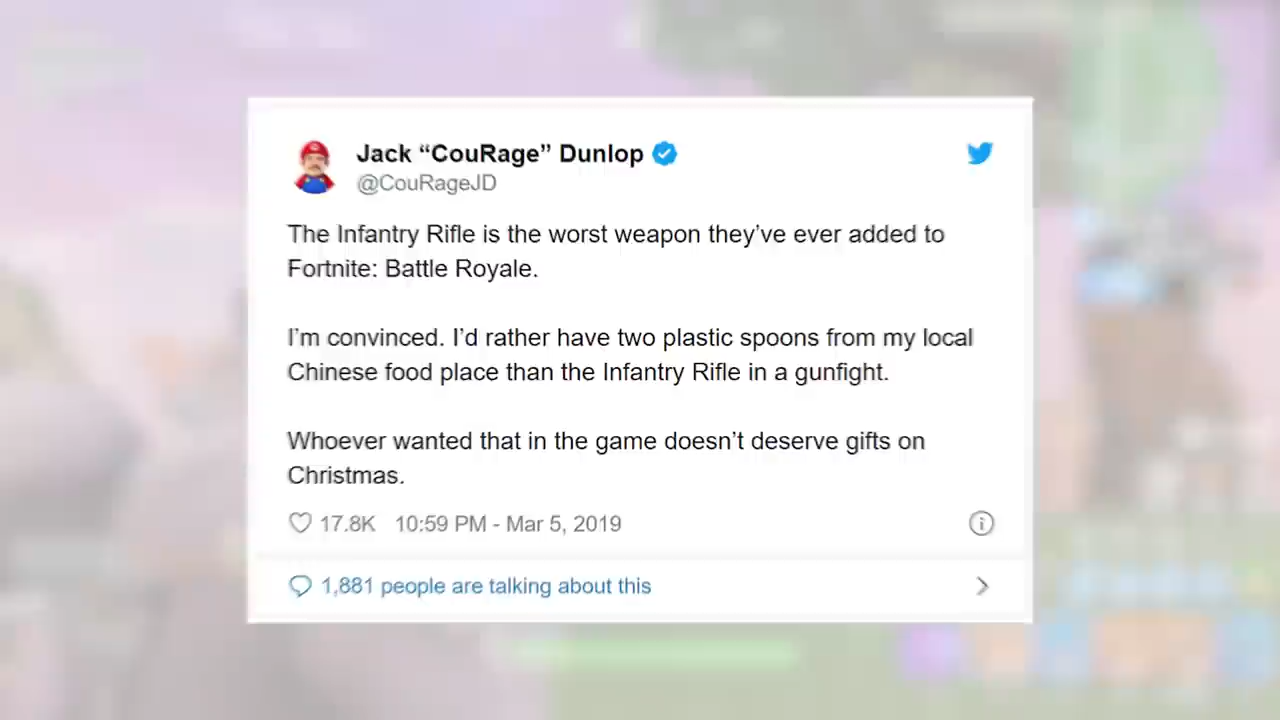 Jack “CouRage” Dunlop
@CouRageJD
The Infantry Rifle is the worst weapon they’ve ever added to
Fortnite: Battle Royale.
I’m convinced. I’d rather have two plastic spoons from my local
Chinese food place than the Infantry Rifle in a gunfight.
Whoever wanted that in the game doesn’t deserve gifts on
Christmas.
17.8K 10:59 PM - Mar 5, 2019
1,881 people are talking about this